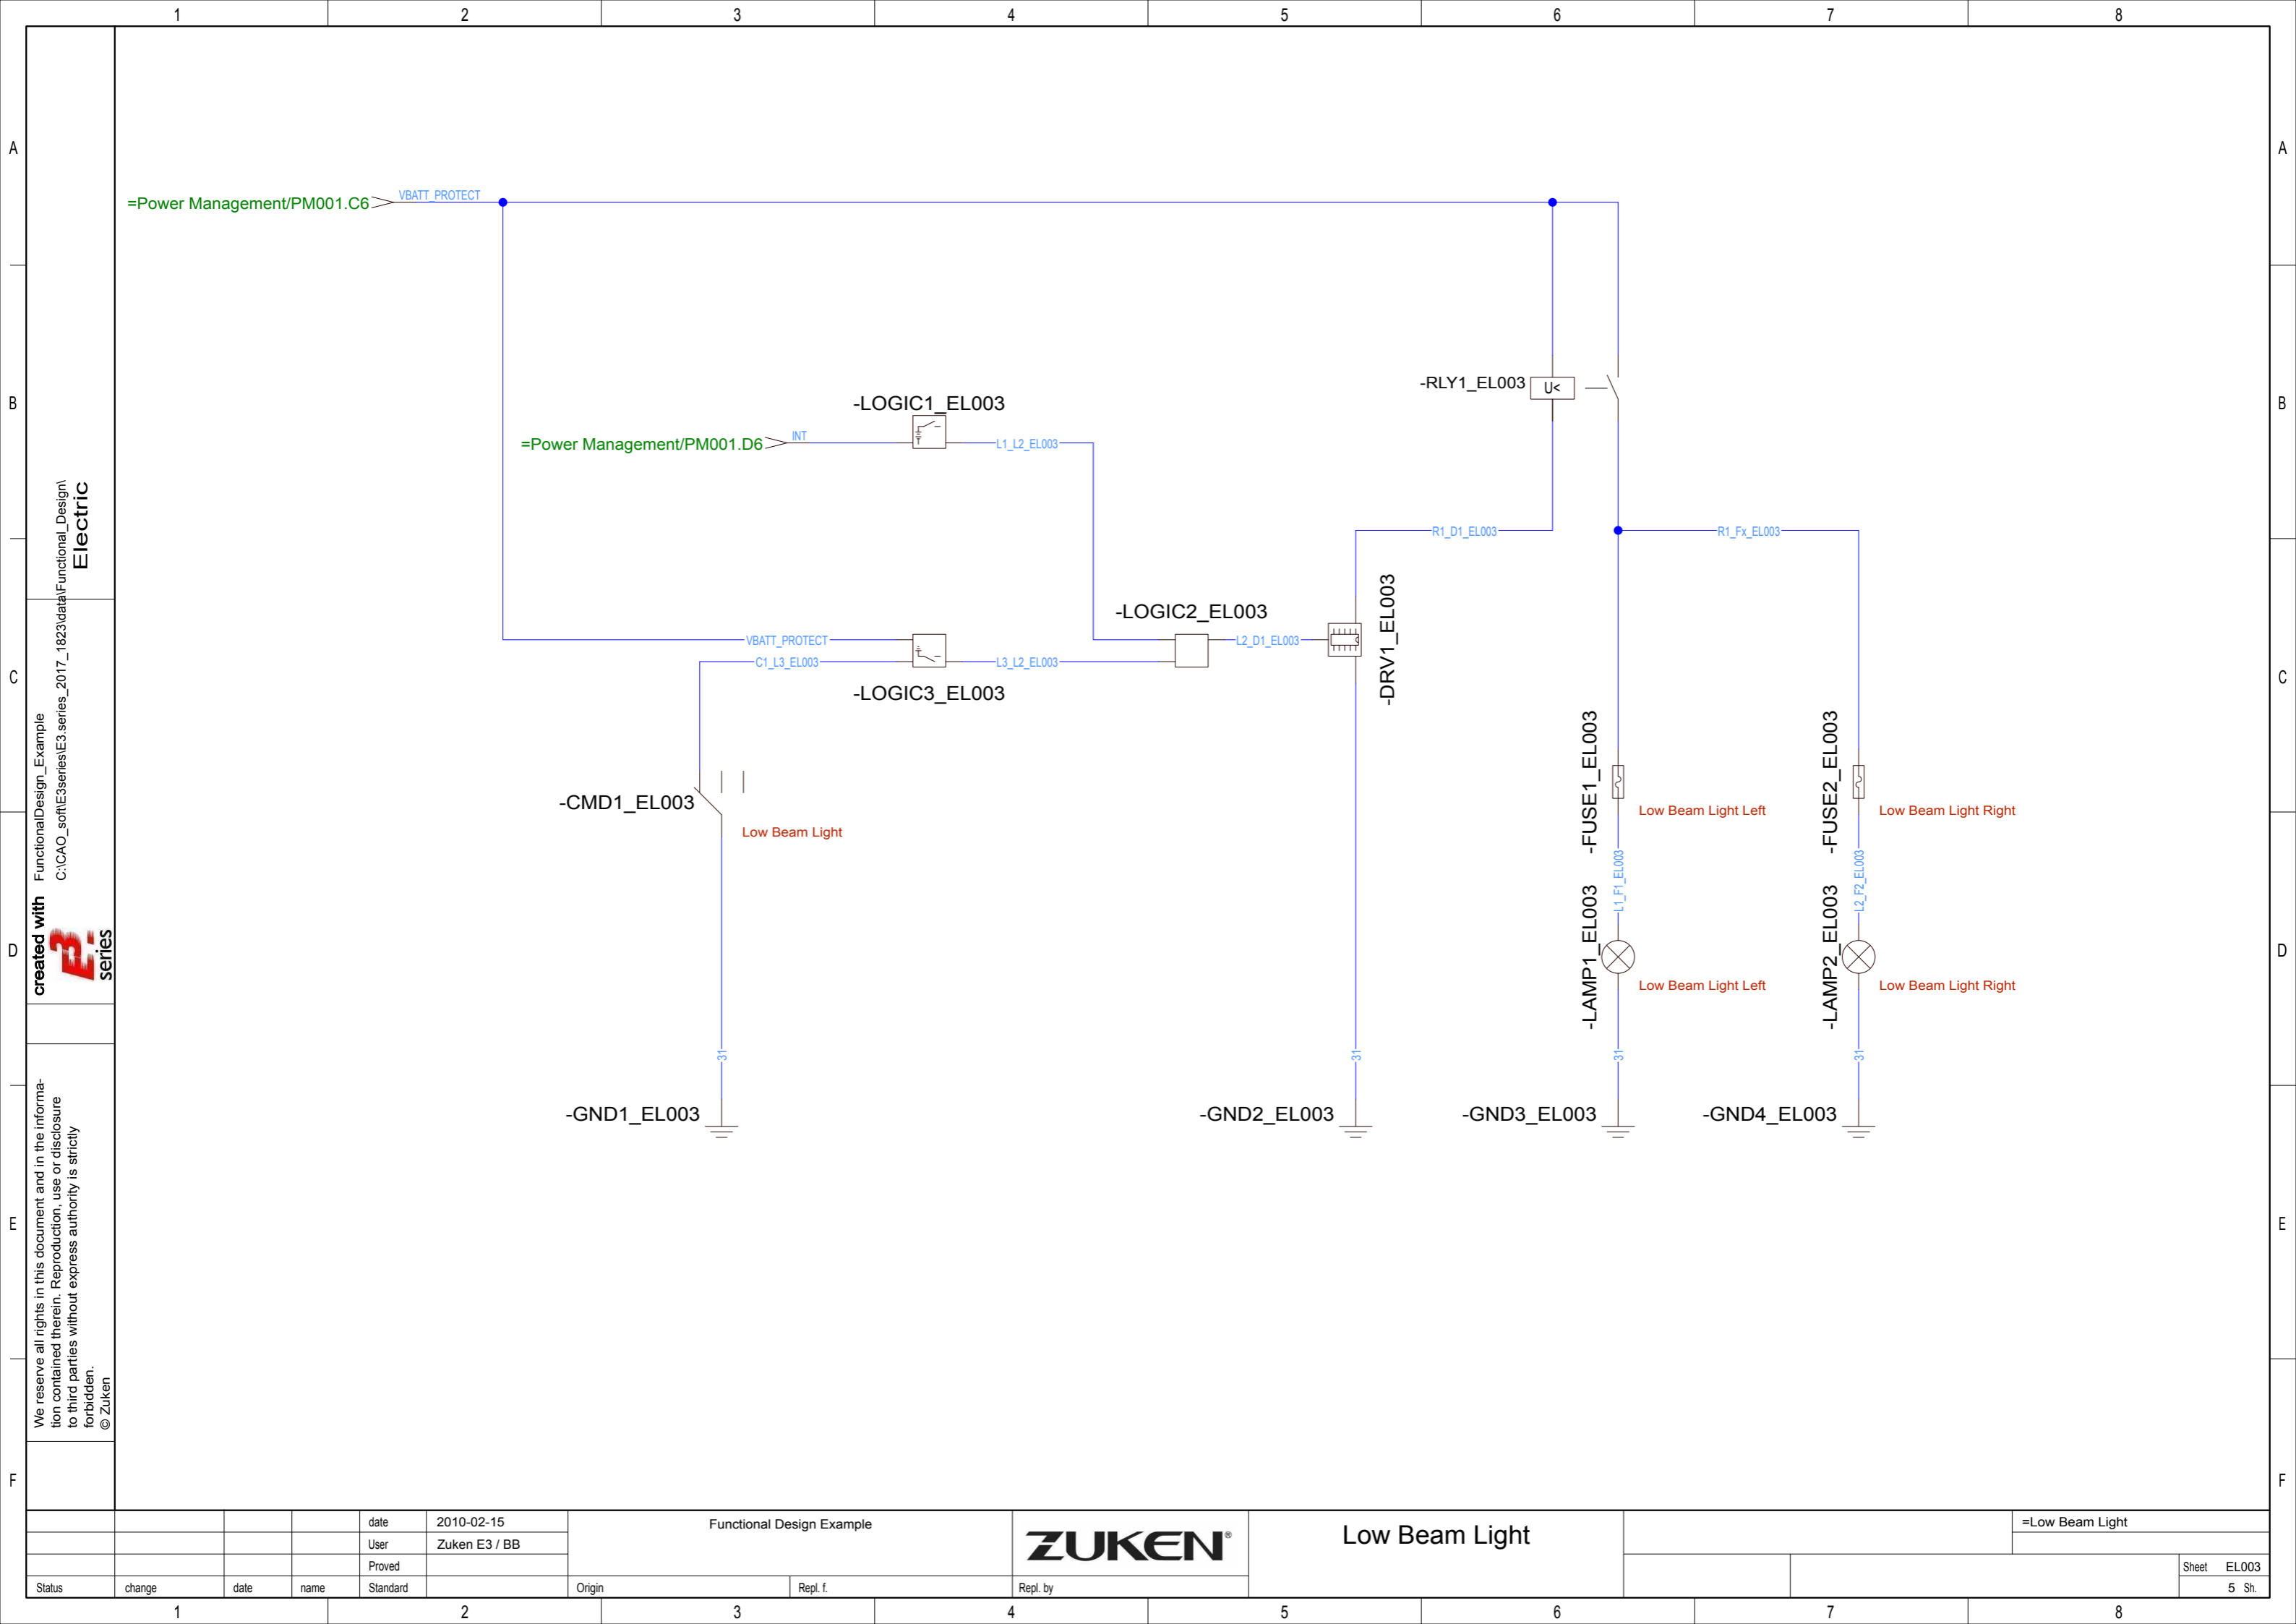 1 2 3 4 5 6 7 8
A A
=Power Management/PM001.C6 VBATT_PROTECT
B B
-RLY1_EL003 U<
-LOGIC1_EL003
=Power Management/PM001.D6 INT L1_L2_EL003
R1_D1_EL003 R1_Fx_EL003
-LOGIC2_EL003
-DRV1_EL003
VBATT_PROTECT L2_D1_EL003
C1_L3_EL003 L3_L2_EL003
C C
-LOGIC3_EL003
-CMD1_EL003
Low Beam Light
-FUSE1_EL003
Low Beam Light Left
-FUSE2_EL003
Low Beam Light Right
L1_F1_EL003
L2_F2_EL003
D D
-LAMP1_EL003
Low Beam Light Left
-LAMP2_EL003
Low Beam Light Right
31 31 31 31
-GND1_EL003 -GND2_EL003 -GND3_EL003 -GND4_EL003
E E
F F
Electric
C:\CAO_soft\E3series\E3.series_2017_1823\data\Functional_Design\
FunctionalDesign_Example
created with
E3.
series
We reserve all rights in this document and in the informa-
tion contained therein. Reproduction, use or disclosure
to third parties without express authority is strictly
forbidden.
© Zuken
date 2010-02-15
User Zuken E3 / BB
Proved
Status change date name Standard
Functional Design Example
Origin Repl. f. Repl. by
ZUKEN®
Low Beam Light
=Low Beam Light
Sheet EL003
5 Sh.
1 2 3 4 5 6 7 8